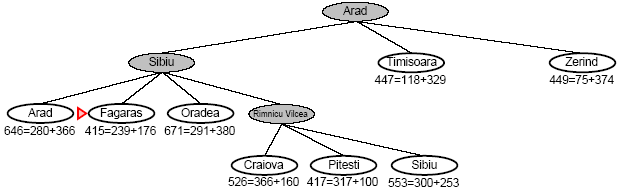 Arad
Sibiu Timisoara Zerind
447=118+329 449=75+374
Arad Fagaras Oradea Rimnicu Vilcea
646=280+366 415=239+176 671=291+380
Craiova Pitesti Sibiu
526=366+160 417=317+100 553=300+253